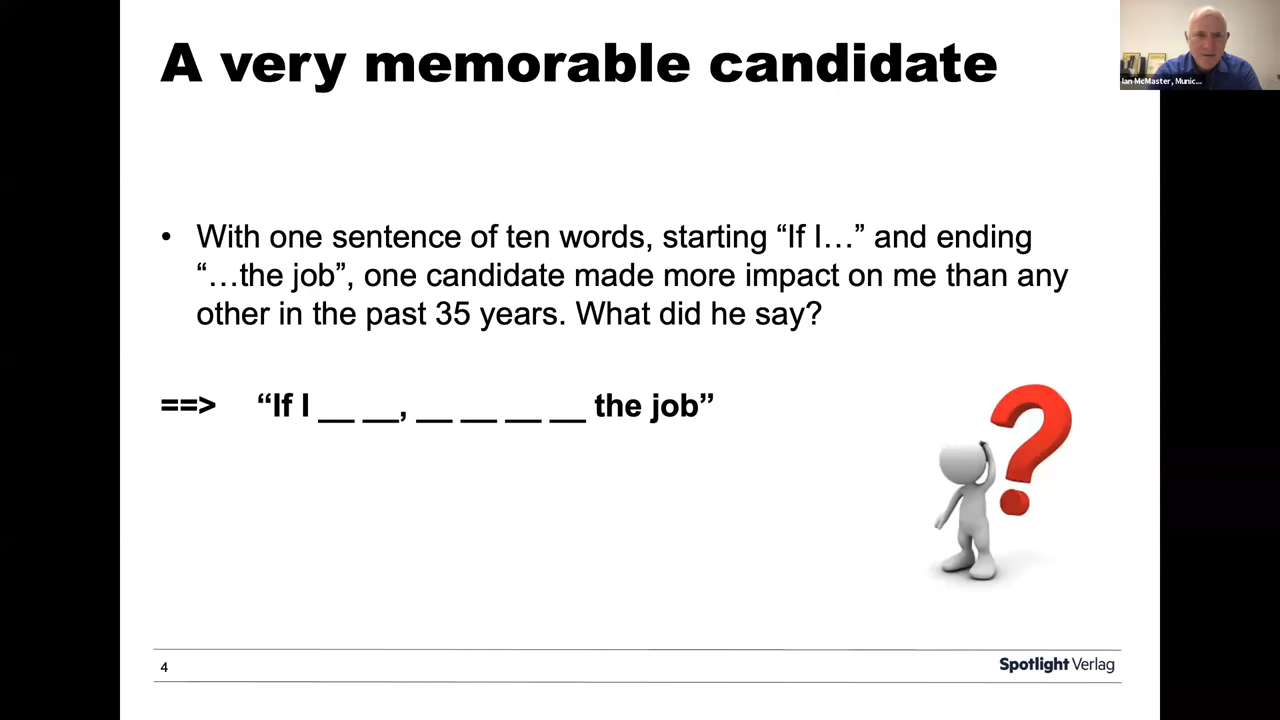 A very memorable candidate
Ian McMaster, Munic...
• With one sentence of ten words, starting “If I…” and ending
“…the job”, one candidate made more impact on me than any
other in the past 35 years. What did he say?
==> “If I __ __, __ __ __ __ the job”
4
Spotlight Verlag